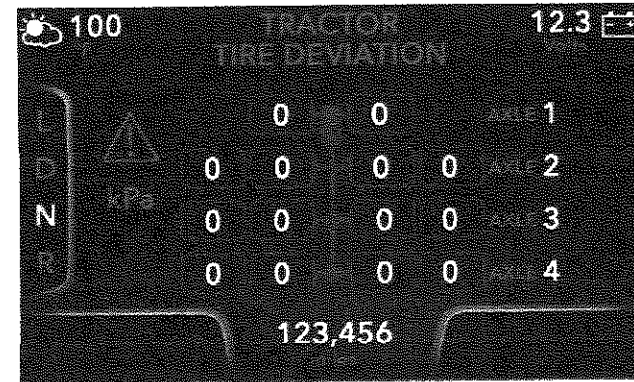 100 TRACTOR 12.3
TIRE DEVIATION
L 0 0 AXLE 1
D 0 0 0 0 AXLE 2
kPa
N 0 0 0 0 AXLE 3
R 0 0 0 0 AXLE 4
123,456